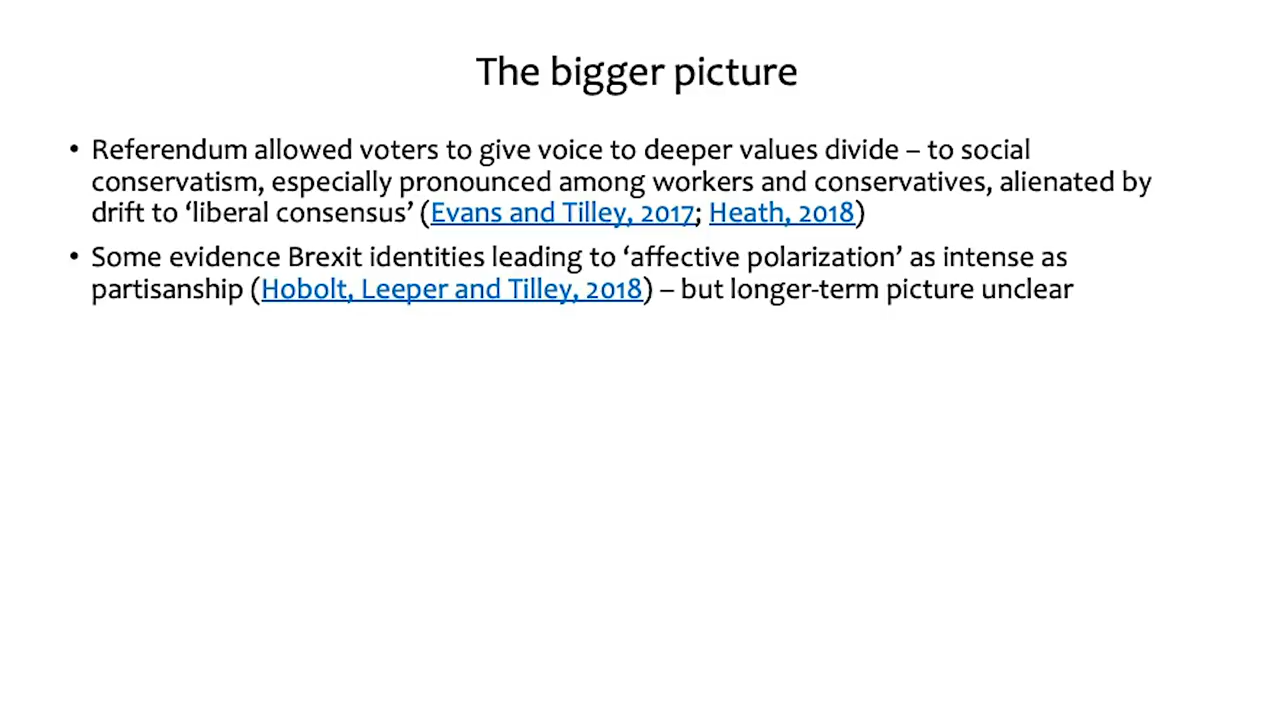 The bigger picture
• Referendum allowed voters to give voice to deeper values divide – to social
conservatism, especially pronounced among workers and conservatives, alienated by
drift to ‘liberal consensus’ (Evans and Tilley, 2017; Heath, 2018)
• Some evidence Brexit identities leading to ‘affective polarization’ as intense as
partisanship (Hobolt, Leeper and Tilley, 2018) – but longer-term picture unclear